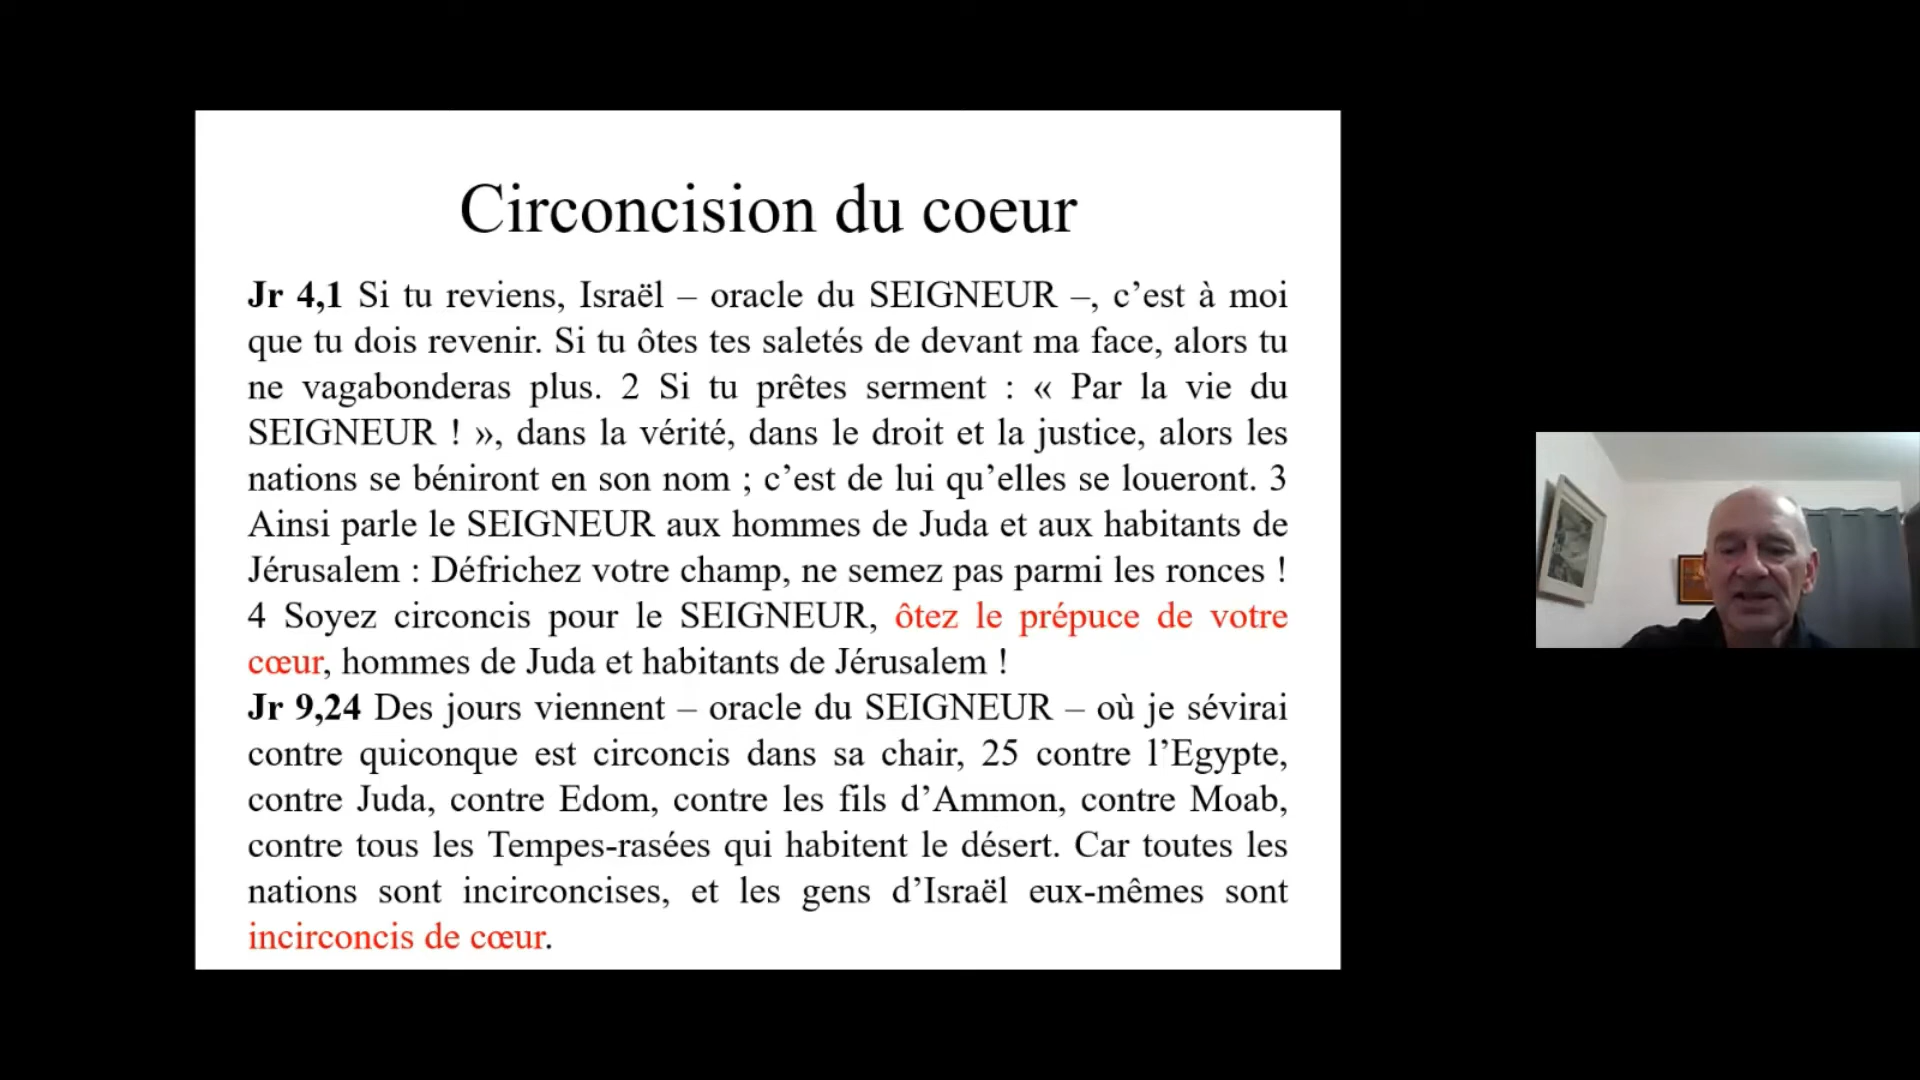 Circoncision du coeur
Jr 4,1 Si tu reviens, Israël – oracle du SEIGNEUR –, c’est à moi
que tu dois revenir. Si tu ôtes tes saletés de devant ma face, alors tu
ne vagabonderas plus. 2 Si tu prêtes serment : « Par la vie du
SEIGNEUR ! », dans la vérité, dans le droit et la justice, alors les
nations se béniront en son nom ; c’est de lui qu’elles se loueront. 3
Ainsi parle le SEIGNEUR aux hommes de Juda et aux habitants de
Jérusalem : Défrichez votre champ, ne semez pas parmi les ronces !
4 Soyez circoncis pour le SEIGNEUR, ôtez le prépuce de votre
cœur, hommes de Juda et habitants de Jérusalem !
Jr 9,24 Des jours viennent – oracle du SEIGNEUR – où je sévirai
contre quiconque est circoncis dans sa chair, 25 contre l’Egypte,
contre Juda, contre Edom, contre les fils d’Ammon, contre Moab,
contre tous les Tempes-rasées qui habitent le désert. Car toutes les
nations sont incirconcises, et les gens d’Israël eux-mêmes sont
incirconcis de cœur.